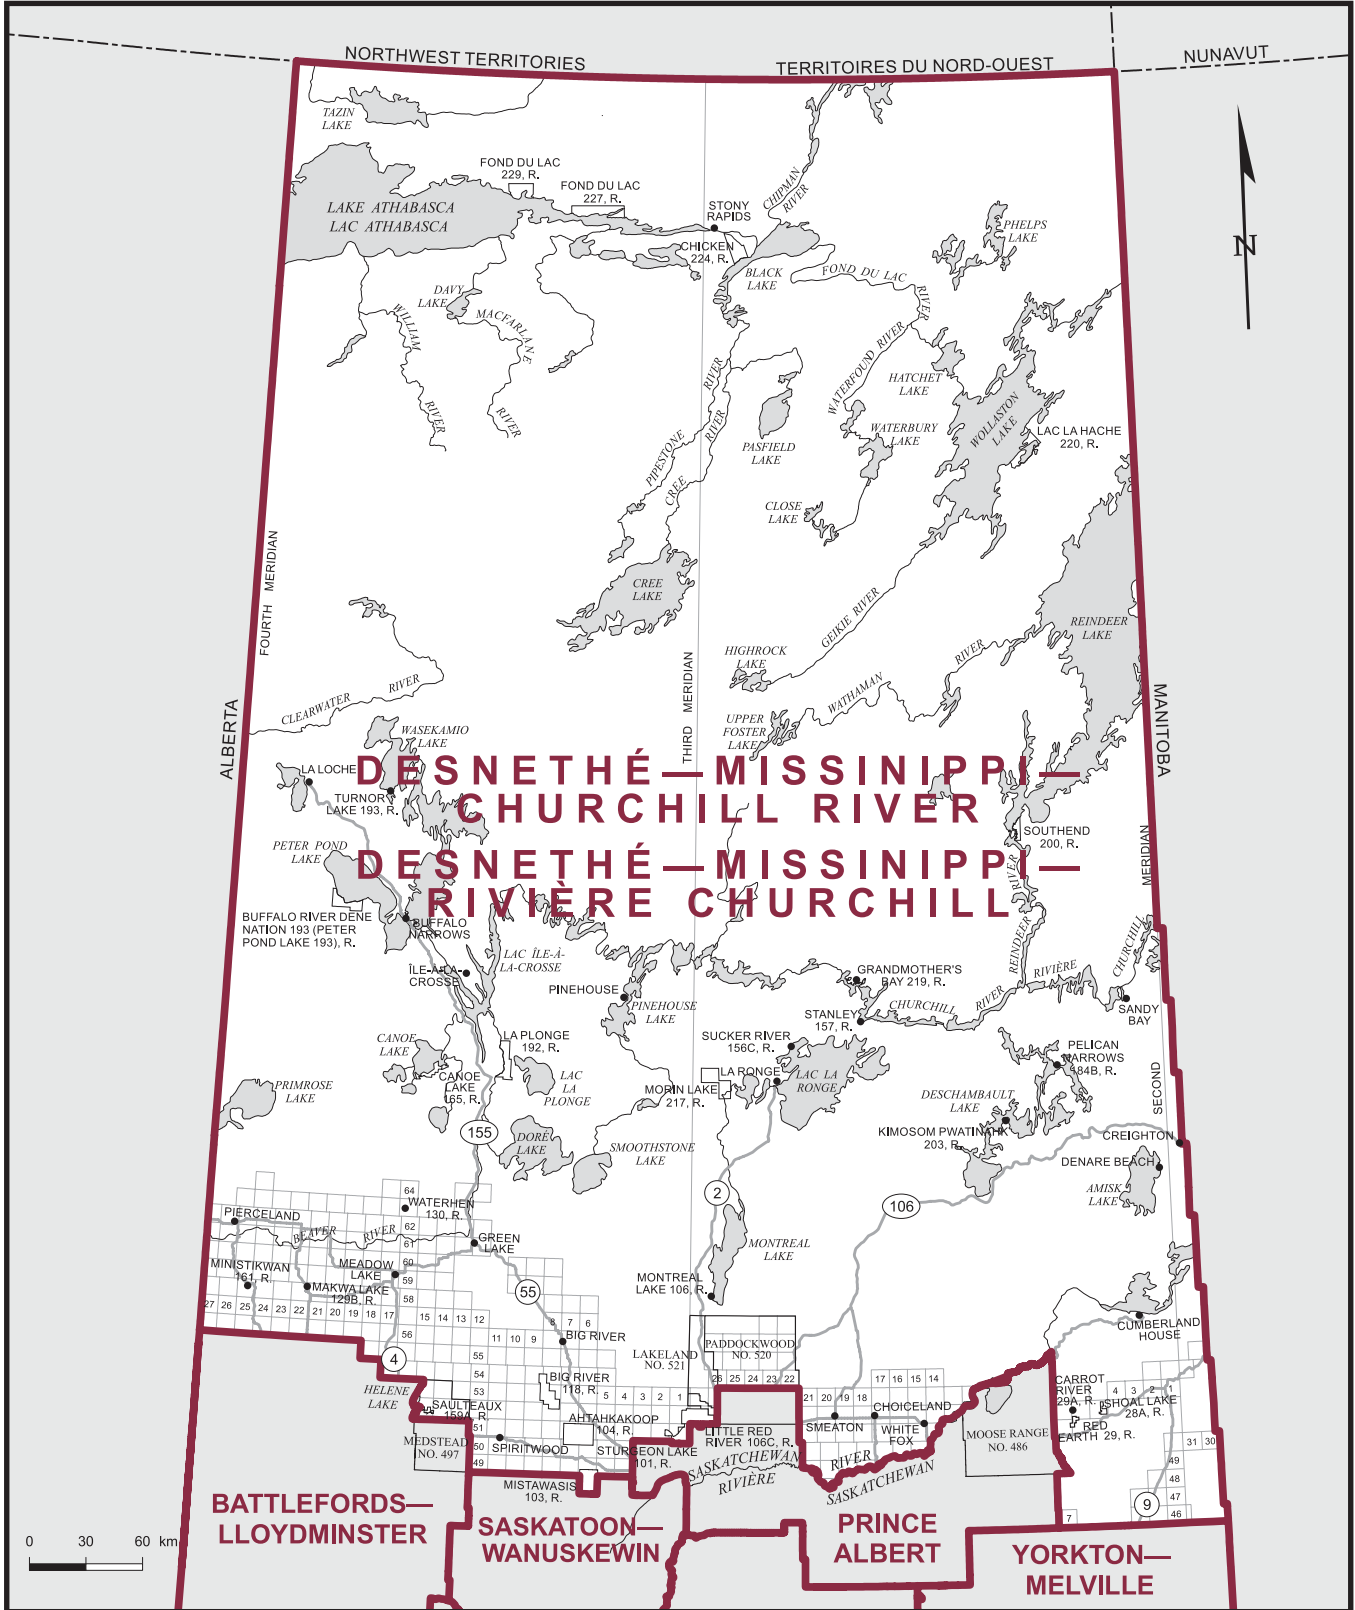 NORTHWEST TERRITORIES
TERRITOIRES DU NORD-OUEST
NUNAVUT
TAZIN
LAKE
FOND DU LAC
229, R.
FOND DU LAC
227, R.
LAKE ATHABASCA
LAC ATHABASCA
STONY
RAPIDS
CHIPMAN
RIVER
CHICKEN
224, R.
BLACK
LAKE
PHELPS
LAKE
N
FOND DU LAC
RIVER
DAVY
LAKE
WILLIAM
RIVER
MACFARLANE
RIVER
WATERFOUND RIVER
HATCHET
LAKE
WOLLASTON
LAKE
LAC LA HACHE
220, R.
WATERBURY
LAKE
PASFIELD
LAKE
PIPESTONE
RIVER
CREE
RIVER
CLOSE
LAKE
CREE
LAKE
FOURTH MERIDIAN
GEIKIE RIVER
REINDEER
LAKE
HIGHROCK
LAKE
THIRD MERIDIAN
WATHAMAN
RIVER
CLEARWATER
RIVER
UPPER
FOSTER
LAKE
ALBERTA
MANITOBA
WASEKAMIO
LAKE
LA LOCHE
TURNOR
LAKE 193, R.
DESNETHÉ—MISSINIPPI—
CHURCHILL RIVER
DESNETHÉ—MISSINIPPI—
RIVIÈRE CHURCHILL
SOUTHEND
200, R.
PETER POND
LAKE
BUFFALO RIVER DENE
NATION 193 (PETER
POND LAKE 193), R.
BUFFALO
NARROWS
REINDEER
RIVER
MERIDIAN
ÎLE-À-LA-
CROSSE
LAC ÎLE-À-
LA-CROSSE
PINEHOUSE
PINEHOUSE
LAKE
GRANDMOTHER'S
BAY 219, R.
STANLEY
157, R.
CHURCHILL
RIVER
RIVIÈRE
CHURCHILL
SANDY
BAY
SUCKER RIVER
156C, R.
CANOE
LAKE
CANOE
LAKE
165, R.
LA PLONGE
192, R.
LAC
LA
PLONGE
LA RONGE
LAC LA
RONGE
MORIN LAKE
217, R.
PELICAN
NARROWS
184B, R.
DESCHAMBAULT
LAKE
KIMOSOM PWATINAHK
203, R.
SECOND
PRIMROSE
LAKE
155
DORÉ
LAKE
SMOOTHSTONE
LAKE
CREIGHTON
DENARE BEACH
AMISK
LAKE
2
106
64
WATERHEN
130, R.
62
PIERCELAND
BEAVER
RIVER
61
GREEN
LAKE
MONTREAL
LAKE
MINISTIKWAN
161, R.
MEADOW
LAKE
60
59
MAKWA LAKE
129B, R.
58
55
MONTREAL
LAKE 106, R.
27 26 25 24 23 22 21 20 19 18 17
15 14 13 12
8 7 6
56
11 10 9
BIG RIVER
LAKELAND
NO. 521
PADDOCKWOOD
NO. 520
CUMBERLAND
HOUSE
4
55
54
53
HELENE
LAKE
SAULTEAUX
159A, R.
BIG RIVER
118, R.
5 4 3 2 1
26 25 24 23 22
17 16 15 14
21 20 19 18
CHOICELAND
SMEATON
WHITE
FOX
CARROT
RIVER
29A, R.
4 3 2 1
SHOAL LAKE
28A, R.
RED
EARTH 29, R.
MOOSE RANGE
NO. 486
AHTAHKAKOOP
104, R.
51
50
49
MEDSTEAD
NO. 497
SPIRITWOOD
STURGEON LAKE
101, R.
LITTLE RED
RIVER 106C, R.
SASKATCHEWAN
RIVIÈRE
RIVER
SASKATCHEWAN
31 30
49
48
47
46
9
7
MISTAWASIS
103, R.
BATTLEFORDS—
LLOYDMINSTER
SASKATOON—
WANUSKEWIN
PRINCE
ALBERT
YORKTON—
MELVILLE
0 30 60 km